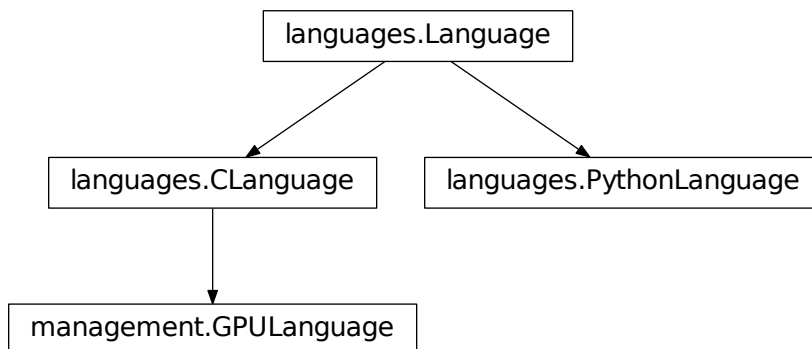 languages.Language
languages.CLanguage
languages.PythonLanguage
management.GPULanguage